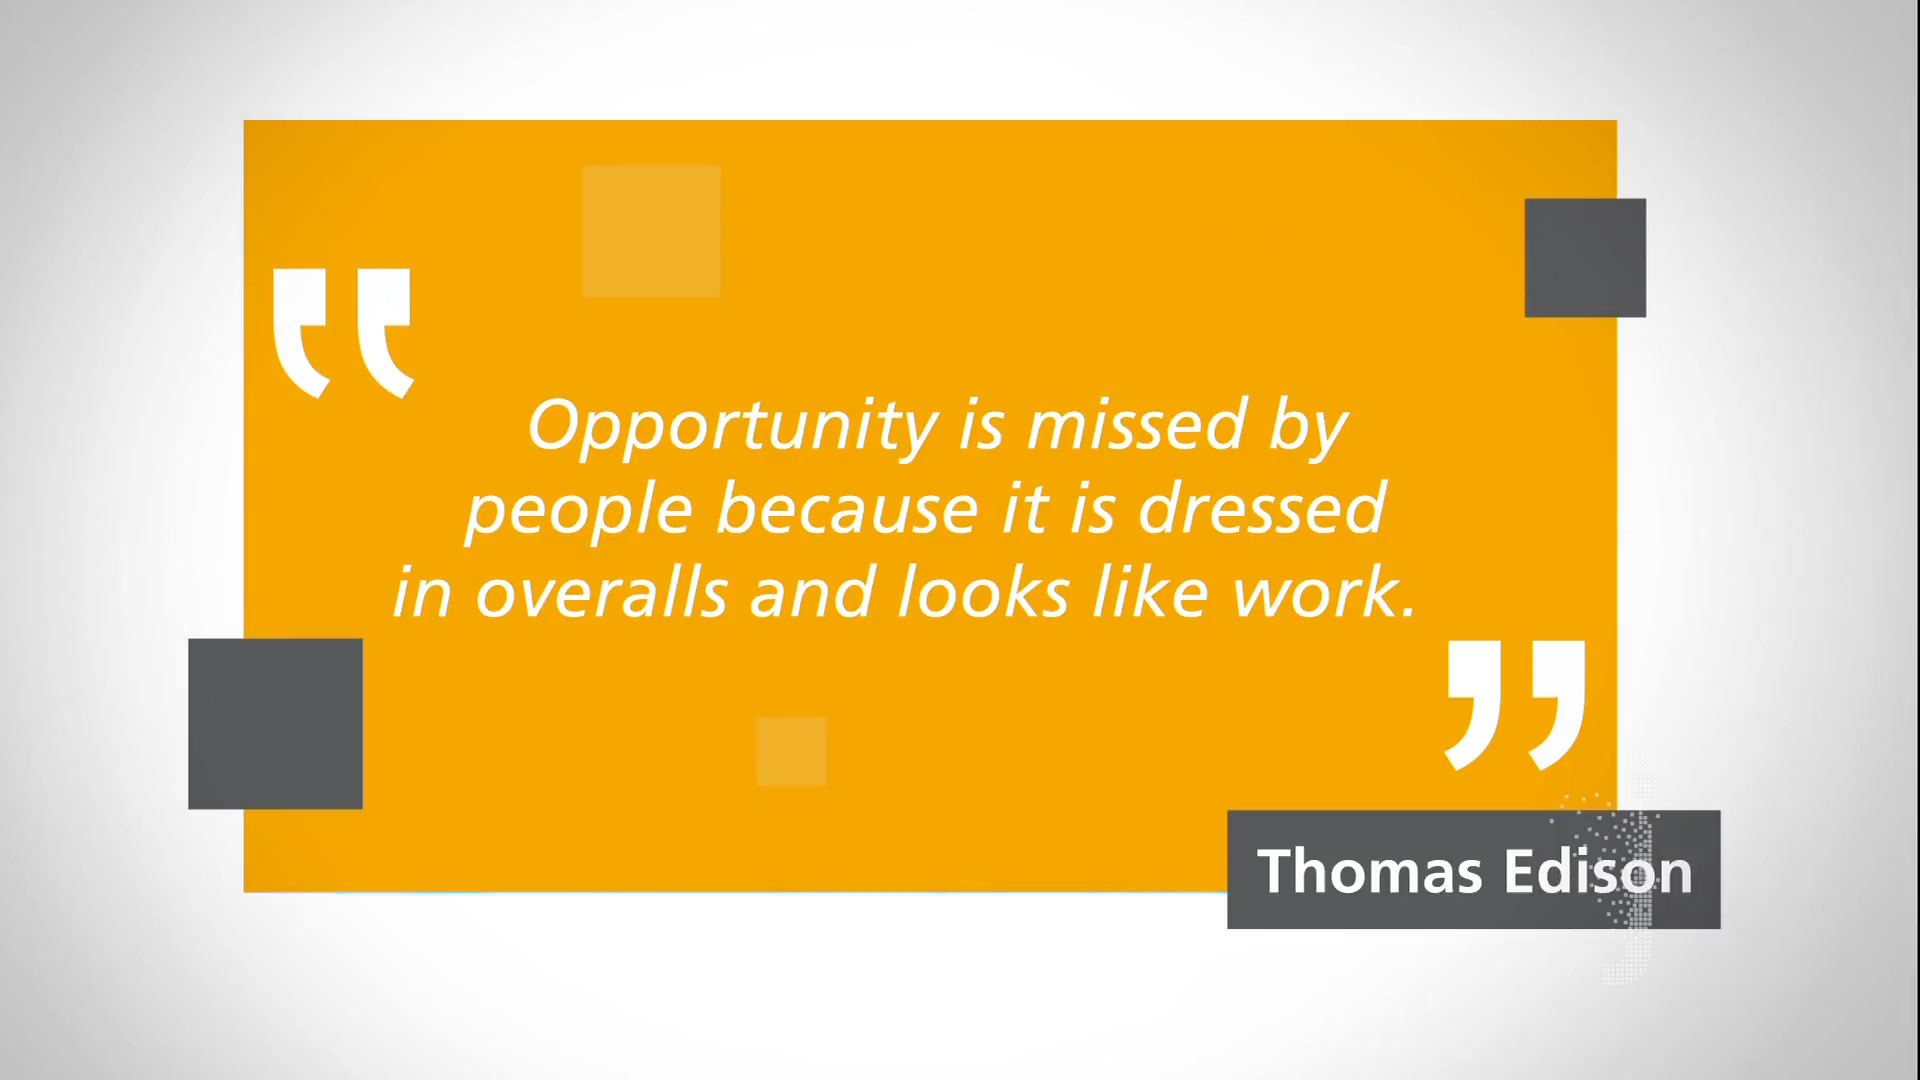 “
Opportunity is missed by
people because it is dressed
in overalls and looks like work.
”
Thomas Edison